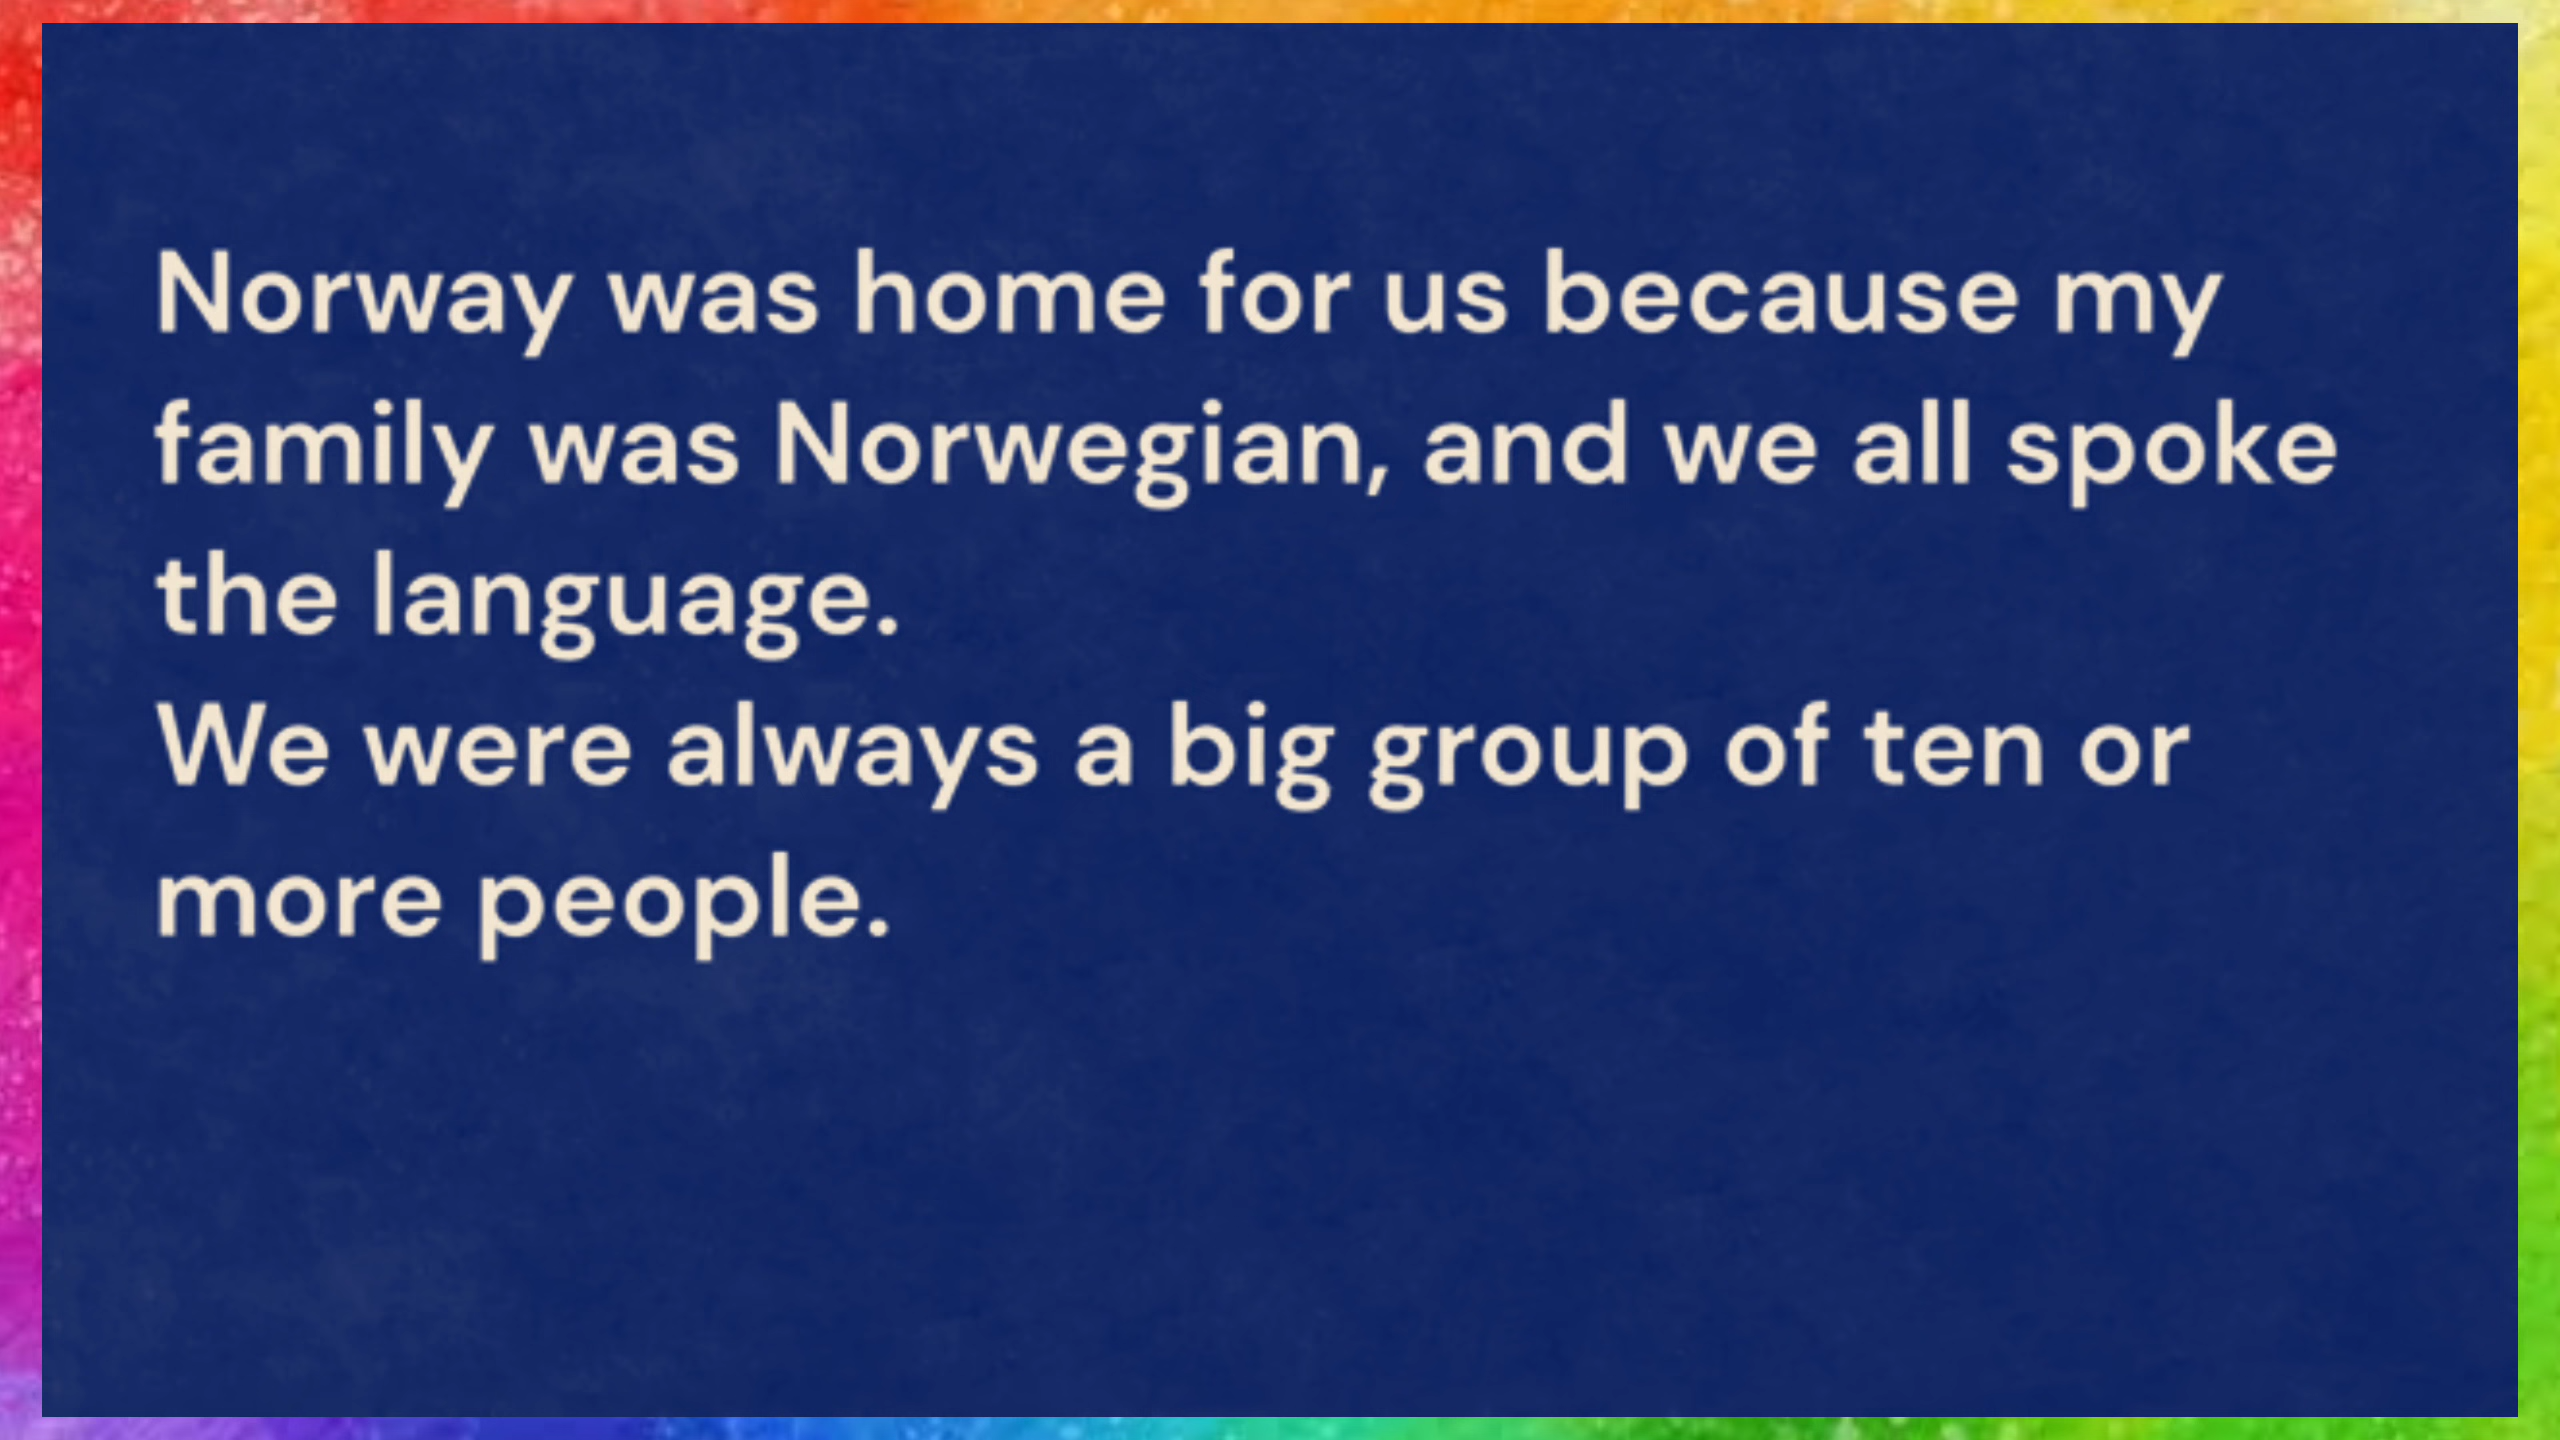 Norway was home for us because my
family was Norwegian, and we all spoke
the language.
We were always a big group of ten or
more people.